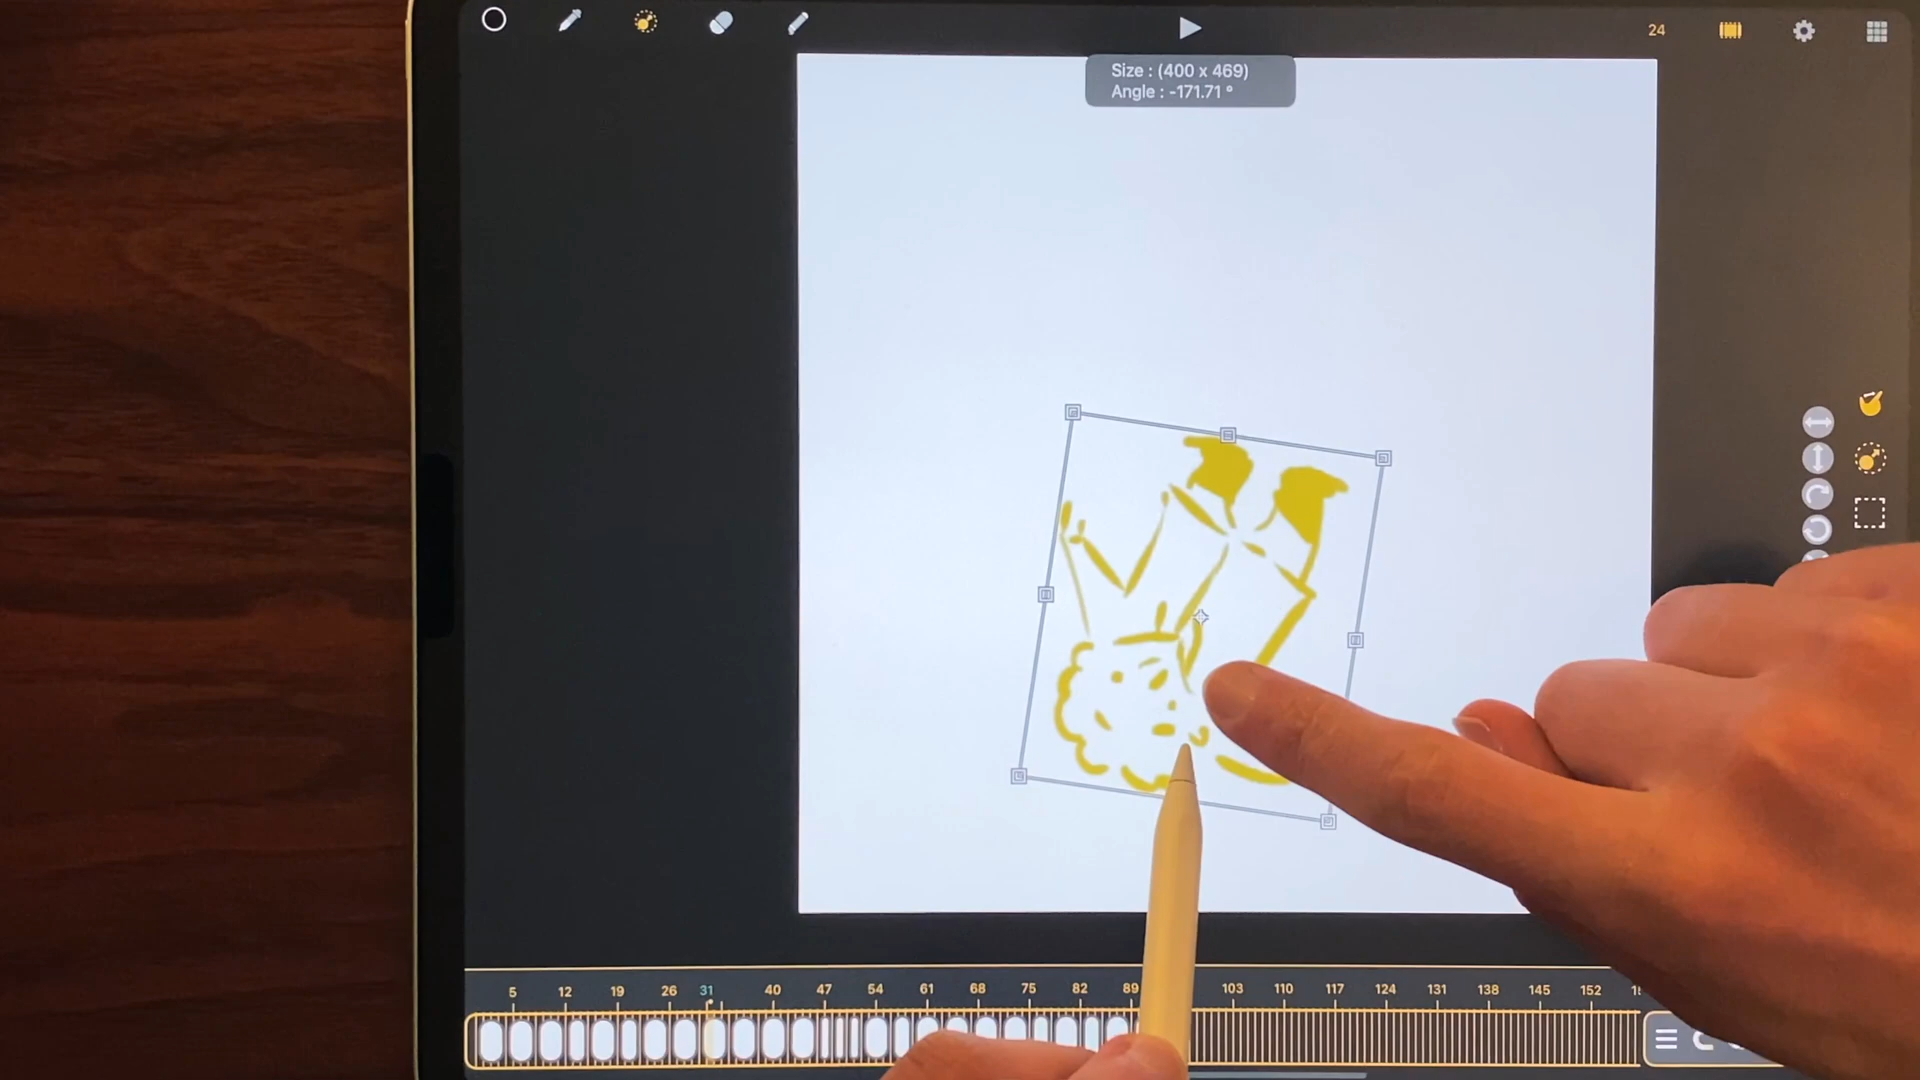 24
Size : (400 x 469)
Angle : -171.71 °
5 12 19 26 31 40 47 54 61 68 75 82 89 103 110 117 124 131 138 145 152